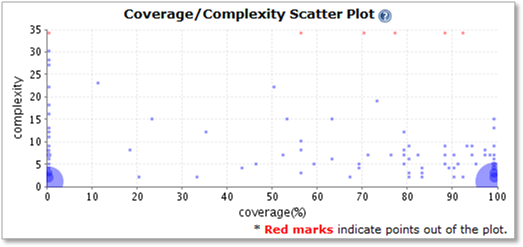 Coverage/Complexity Scatter Plot ?
complexity
35
30
25
20
15
10
5
0
0 10 20 30 40 50 60 70 80 90 100
coverage(%)
* Red marks indicate points out of the plot.